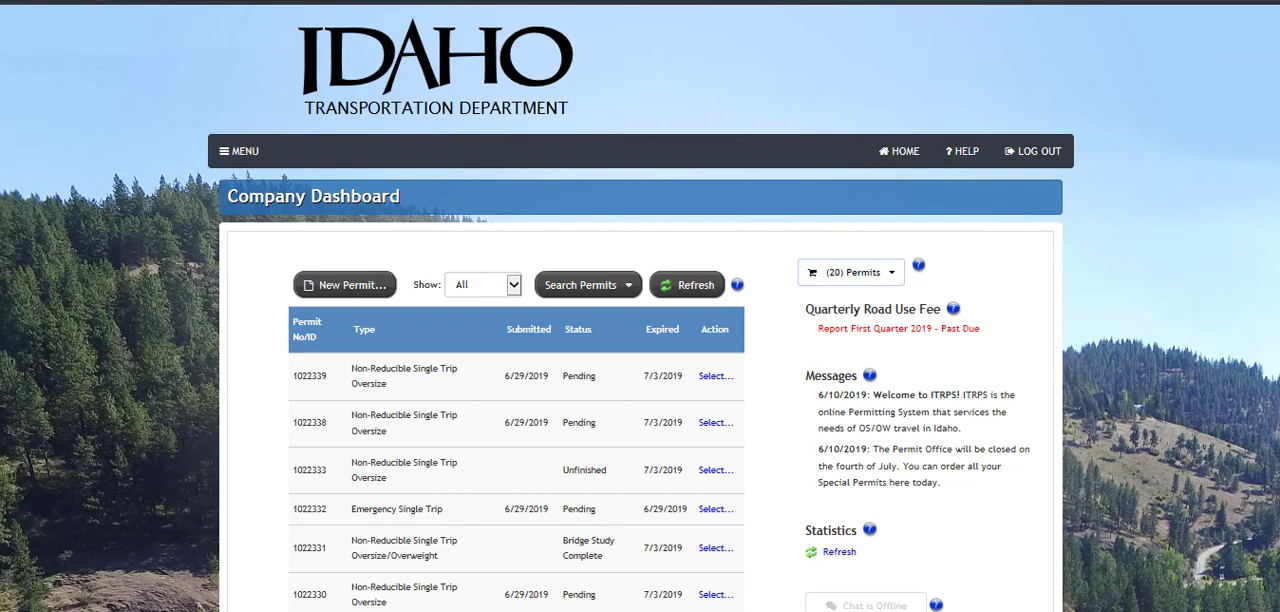 IDAHO
TRANSPORTATION DEPARTMENT
MENU
HOME
? HELP
LOG OUT
Company Dashboard
New Permit...
Show:
All
Search Permits
Refresh
?
(20) Permits
?
Permit
No/ID
Type
Submitted
Status
Expired
Action
1022339
Non-Reducible Single Trip
Oversize
6/29/2019
Pending
7/3/2019
Select...
1022338
Non-Reducible Single Trip
Oversize
6/29/2019
Pending
7/3/2019
Select...
1022333
Non-Reducible Single Trip
Oversize
Unfinished
7/3/2019
Select...
1022332
Emergency Single Trip
6/29/2019
Pending
6/29/2019
Select...
1022331
Non-Reducible Single Trip
Oversize/Overweight
Bridge Study
Complete
7/3/2019
Select...
1022330
Non-Reducible Single Trip
Oversize
6/29/2019
Pending
7/3/2019
Select...
Quarterly Road Use Fee ?
Report First Quarter 2019 - Past Due
Messages ?
6/10/2019: Welcome to ITRPS! ITRPS is the
online Permitting System that services the
needs of OS/OW travel in Idaho.
6/10/2019: The Permit Office will be closed on
the fourth of July. You can order all your
Special Permits here today.
Statistics ?
Refresh
Chat is Offline
?